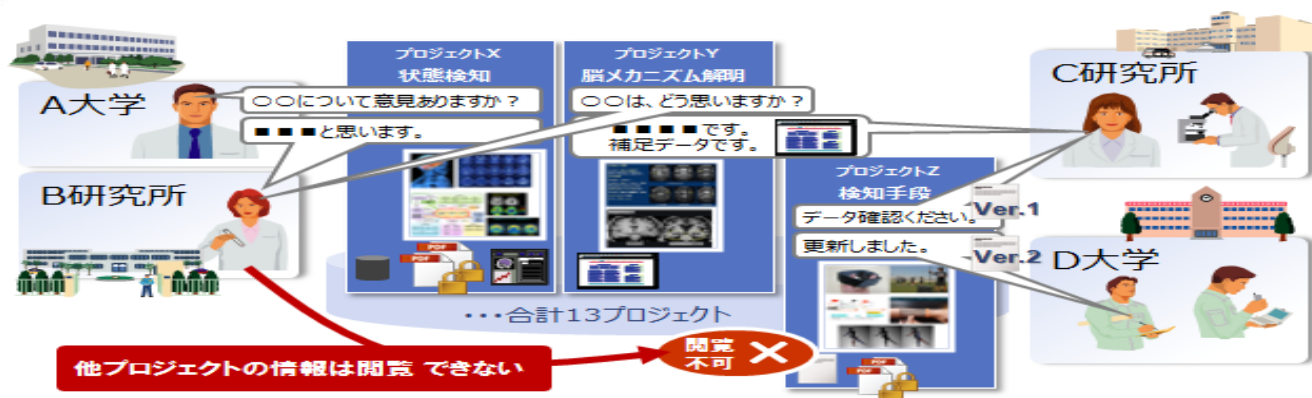 A大学
B研究所
プロジェクトX
状態検知
○○について意見ありますか？
■■■と思います。
PDF
PDF
プロジェクトY
脳メカニズム解明
○○は、どう思いますか？
■■■■です。
補足データです。
プロジェクトZ
検知手段
データ確認ください。
Ver.1
更新しました。
Ver.2
PDF
PDF
C研究所
D大学
・・・合計13プロジェクト
他プロジェクトの情報は閲覧 できない
閲覧
不可